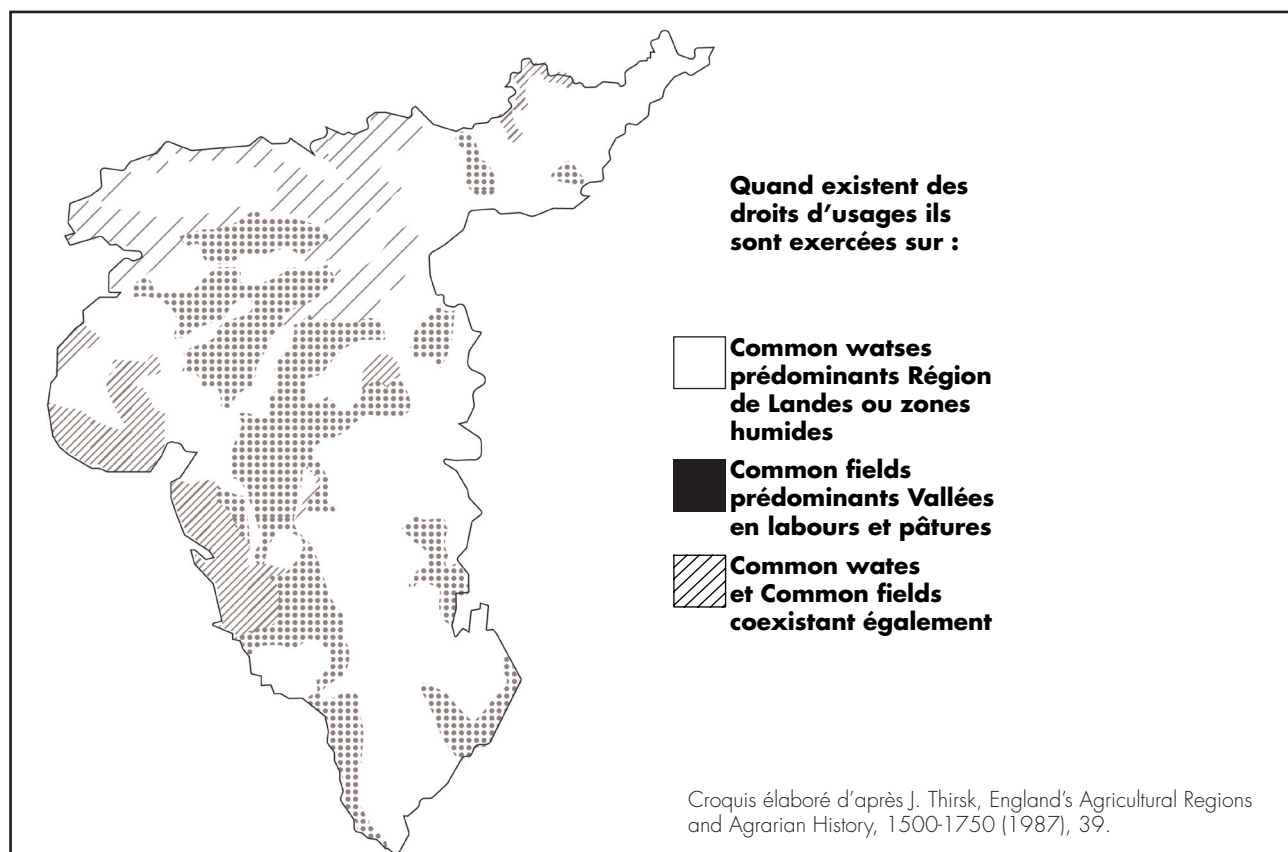 Quand existent des
droits d’usages ils
sont exercées sur :
Common watses
prédominants Région
de Landes ou zones
humides
Common fields
prédominants Vallées
en labours et pâtures
Common wates
et Common fields
coexistant également
Croquis élaboré d’après J. Thirsk, England’s Agricultural Regions
and Agrarian History, 1500-1750 (1987), 39.